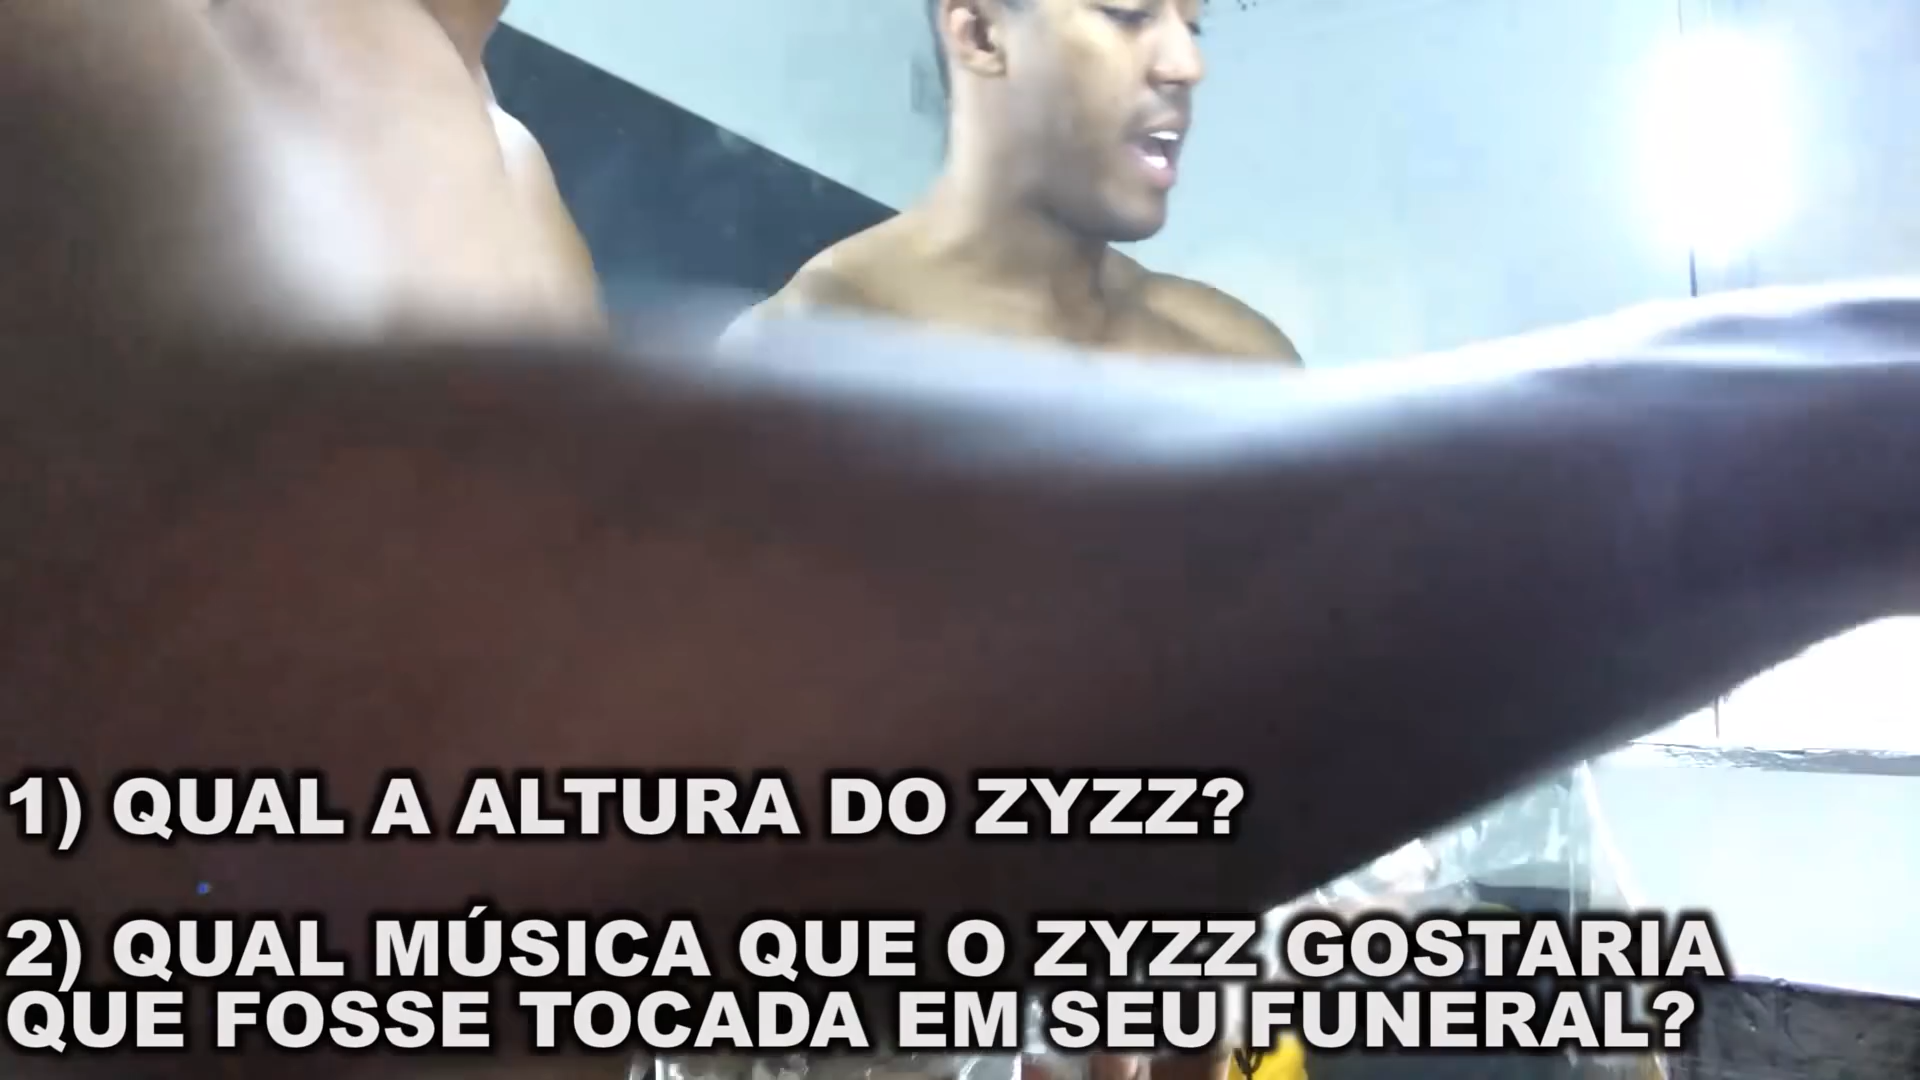 1) QUAL A ALTURA DO ZYZZ?
2) QUAL MÚSICA QUE O ZYZZ GOSTARIA
QUE FOSSE TOCADA EM SEU FUNERAL?